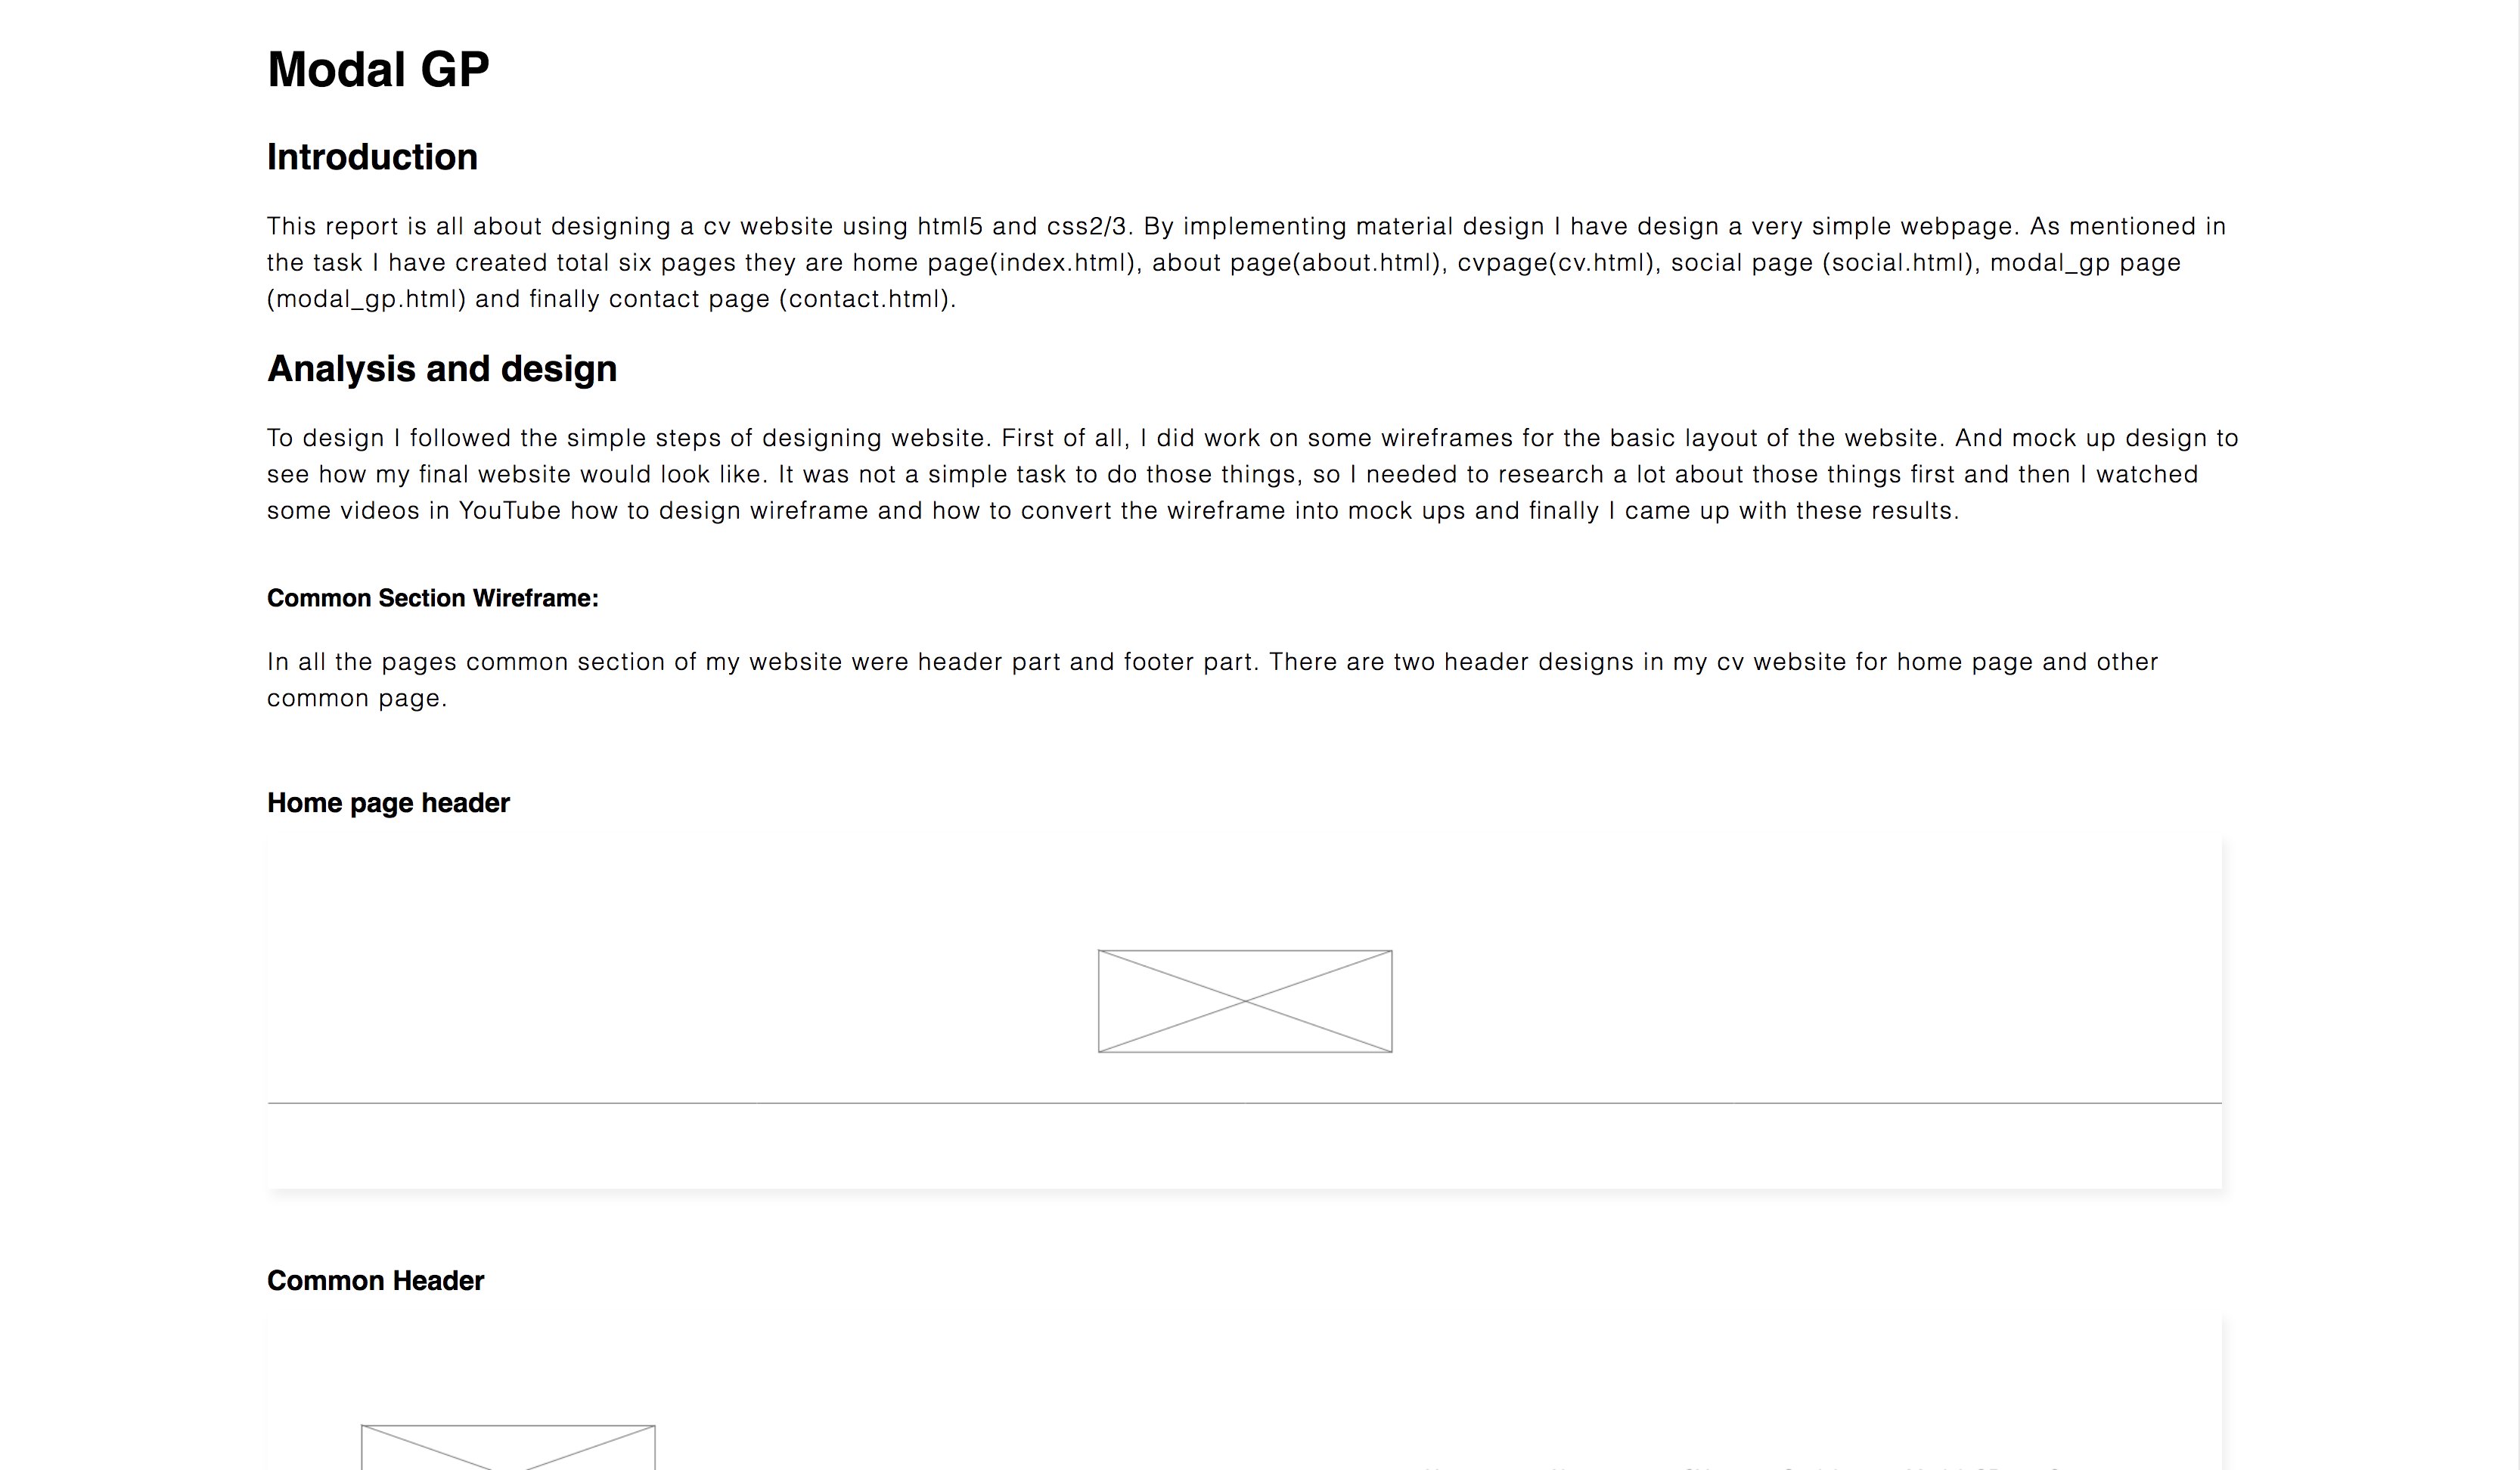 Modal GP
Introduction
This report is all about designing a cv website using html5 and css2/3. By implementing material design I have design a very simple webpage. As mentioned in
the task I have created total six pages they are home page(index.html), about page(about.html), cvpage(cv.html), social page (social.html), modal_gp page
(modal_gp.html) and finally contact page (contact.html).
Analysis and design
To design I followed the simple steps of designing website. First of all, I did work on some wireframes for the basic layout of the website. And mock up design to
see how my final website would look like. It was not a simple task to do those things, so I needed to research a lot about those things first and then I watched
some videos in YouTube how to design wireframe and how to convert the wireframe into mock ups and finally I came up with these results.
Common Section Wireframe:
In all the pages common section of my website were header part and footer part. There are two header designs in my cv website for home page and other
common page.
Home page header
Common Header